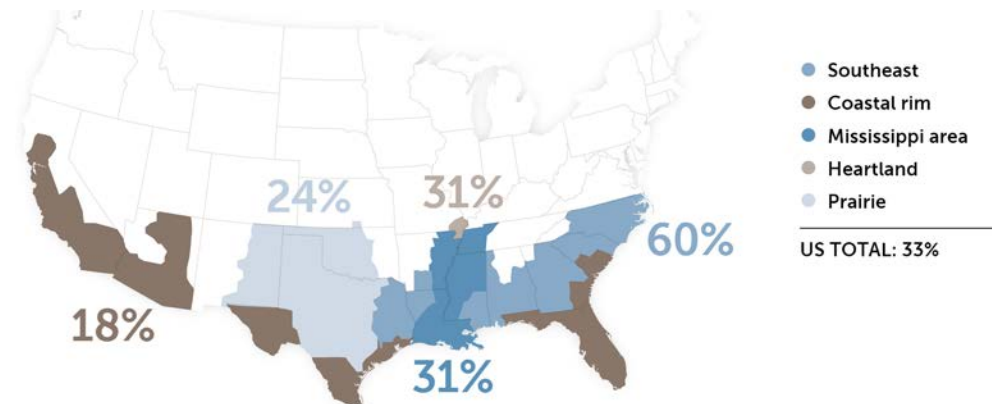 24%
31%
60%
18%
31%
Southeast
Coastal rim
Mississippi area
Heartland
Prairie
US TOTAL: 33%